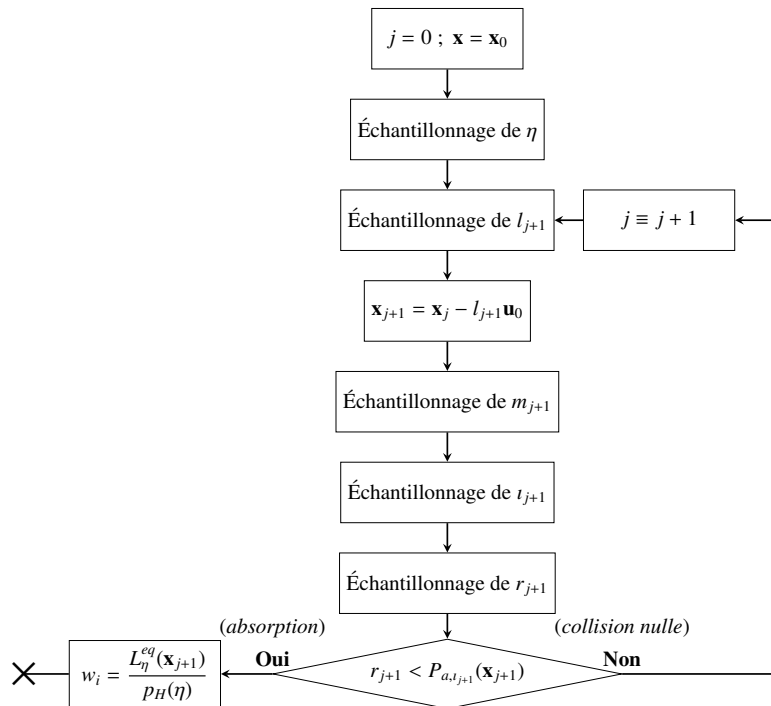 j = 0 ; x = x₀
Échantillonnage de η
Échantillonnage de l_{j+1}
j ≡ j + 1
x_{j+1} = x_j − l_{j+1}u₀
Échantillonnage de m_{j+1}
Échantillonnage de ı_{j+1}
Échantillonnage de r_{j+1}
(absorption)
(collision nulle)
Oui
Non
w_i = L_η^{eq}(x_{j+1}) / p_H(η)
r_{j+1} < P_{a,ı_{j+1}}(x_{j+1})